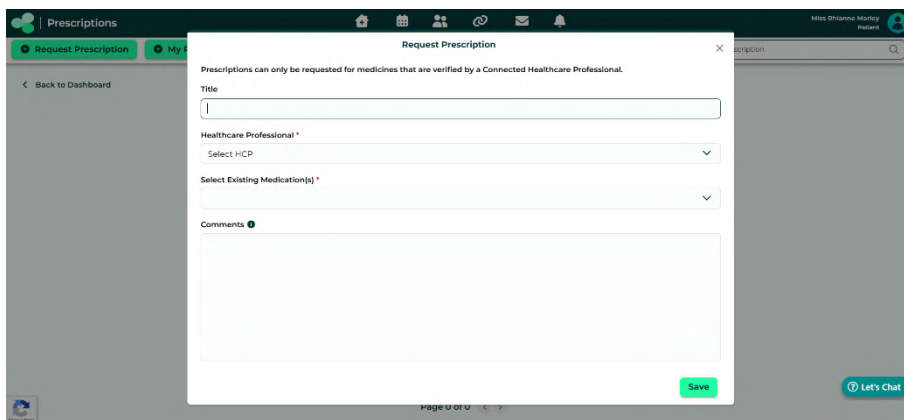 Prescriptions
Miss Rhianne Marley
Patient
Request Prescription
My
Request Prescription
Prescriptions can only be requested for medicines that are verified by a Connected Healthcare Professional.
Back to Dashboard
Title
Healthcare Professional *
Select HCP
Select Existing Medication(s) *
Comments
Save
Let's Chat
Page 0 of 0